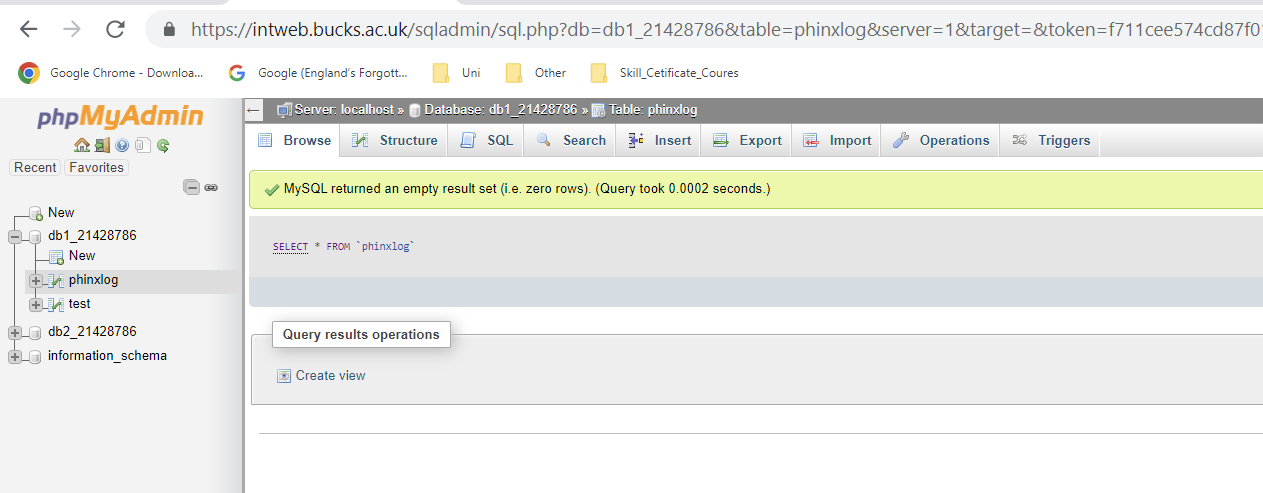 https://intweb.bucks.ac.uk/sqladmin/sql.php?db=db1_21428786&table=phinxlog&server=1&target=&token=f711cee574cd87f0
Google Chrome - Downloa... Google (England's Forgott... Uni Other Skill_Cetificate_Coures
phpMyAdmin
Recent Favorites
New
db1_21428786
New
phinxlog
test
db2_21428786
information_schema
← Server: localhost » Database: db1_21428786 » Table: phinxlog
Browse Structure SQL Search Insert Export Import Operations Triggers
MySQL returned an empty result set (i.e. zero rows). (Query took 0.0002 seconds.)
SELECT * FROM `phinxlog`
Query results operations
Create view